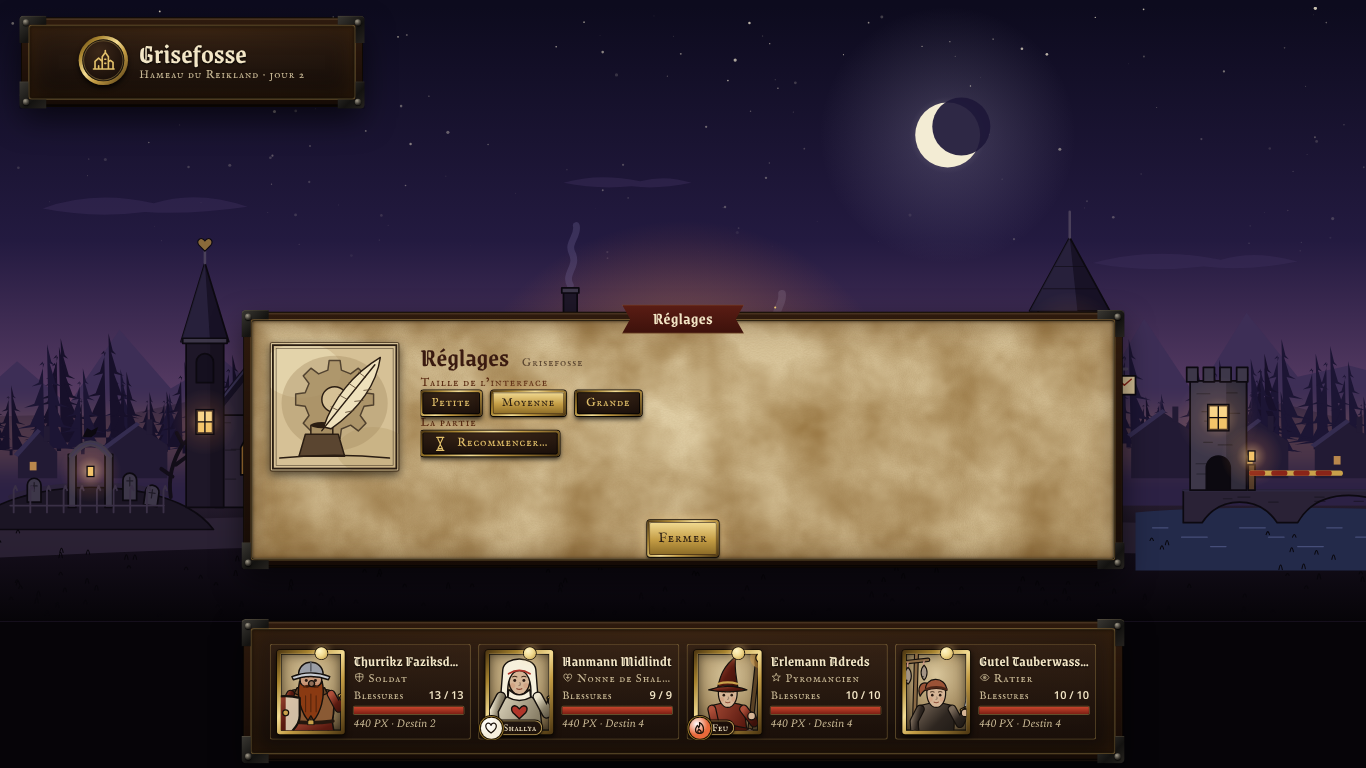 Grisefosse
Hameau du Reikland · jour 2
Réglages
Réglages Grisefosse
Taille de l'interface
Petite Moyenne Grande
La partie
Recommencer…
Fermer
Thurrikz Faziksd…
Soldat
Blessures 13 / 13
440 PX · Destin 2
Hanmann Midlindt
Nonne de Shal…
Blessures 9 / 9
440 PX · Destin 4
Shallya
Erlemann Adreds
Pyromancien
Blessures 10 / 10
440 PX · Destin 4
Feu
Gutel Tauberwass…
Ratier
Blessures 10 / 10
440 PX · Destin 4